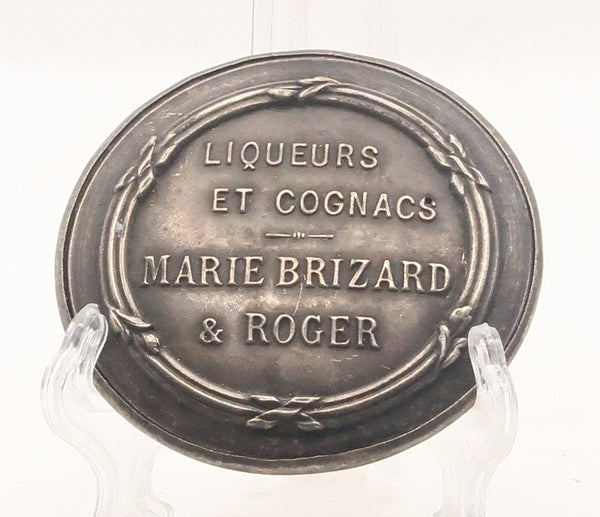 LIQUEURS
ET COGNACS
MARIE BRIZARD
& ROGER